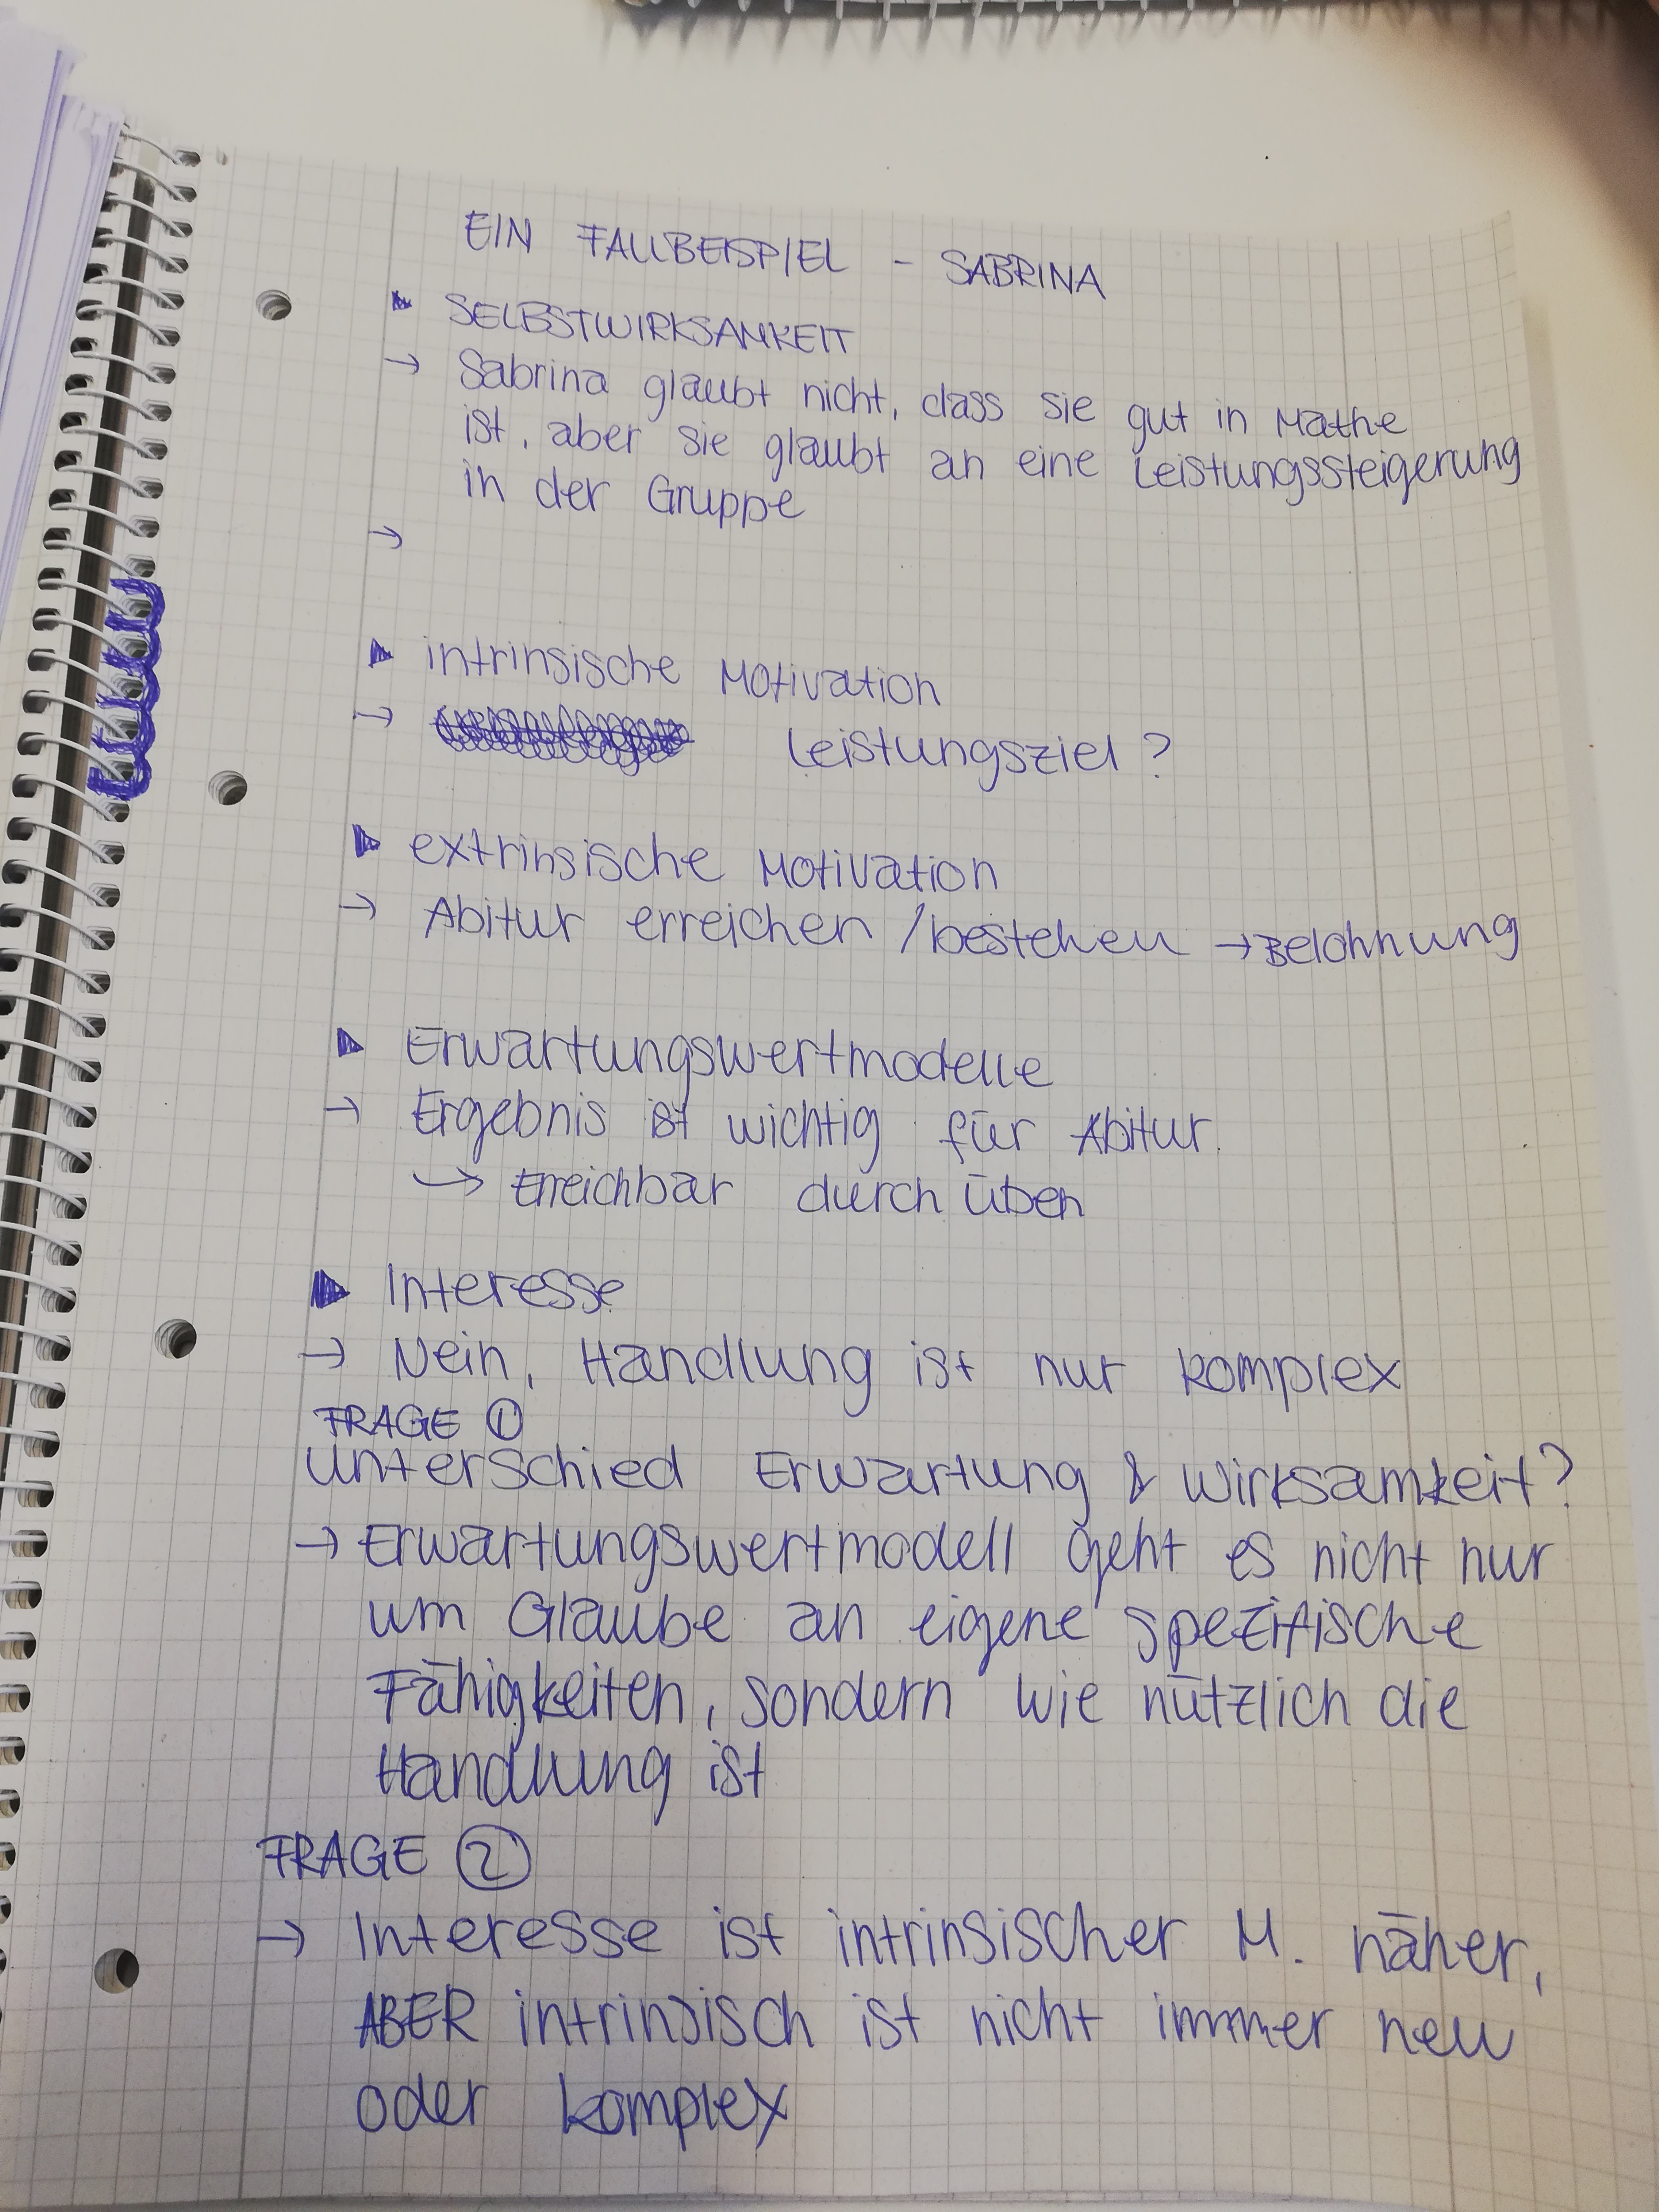 EIN FALLBEISPIEL - SABRINA
▶ SELBSTWIRKSAMKEIT
→ Sabrina glaubt nicht, dass sie gut in Mathe
ist, aber sie glaubt an eine Leistungssteigerung
in der Gruppe
→
▶ intrinsische Motivation
→ Leistungsziel?
▶ extrinsische Motivation
→ Abitur erreichen /bestehen → Belohnung
▶ Erwartungswertmodelle
→ Ergebnis ist wichtig für Abitur.
↪ Erreichbar durch Üben
▶ Interesse
→ Nein, Handlung ist nur komplex
FRAGE ①
Unterschied Erwartung & Wirksamkeit?
→ Erwartungswertmodell geht es nicht nur
um Glaube an eigene spezifische
Fähigkeiten, sondern wie nützlich die
Handlung ist
FRAGE ②
→ Interesse ist intrinsischer M. näher,
ABER intrinsisch ist nicht immer neu
oder komplex